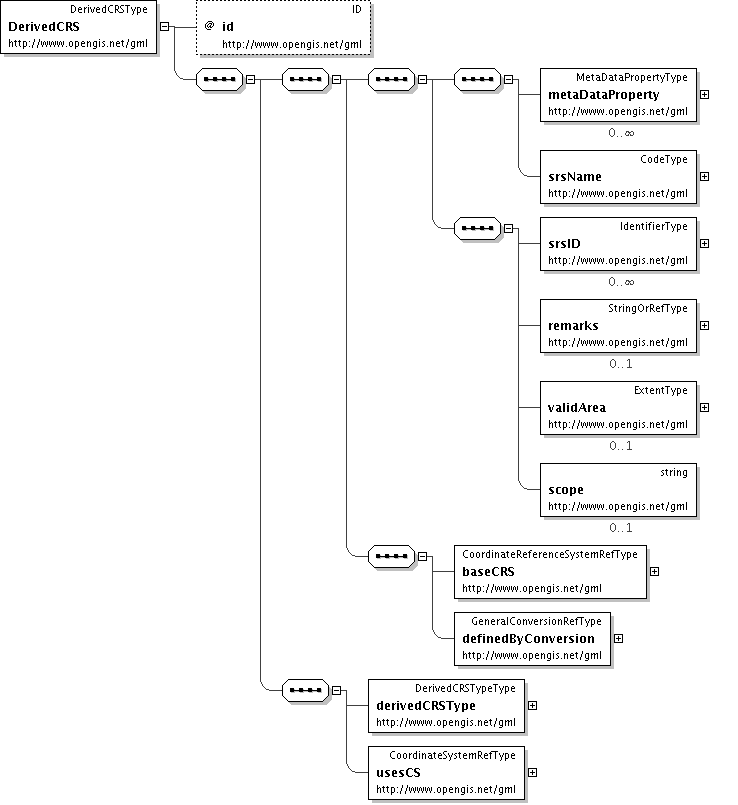 DerivedCRSType
DerivedCRS
http://www.opengis.net/gml
ID
@ id
http://www.opengis.net/gml
MetaDataPropertyType
metaDataProperty
http://www.opengis.net/gml
0..∞
CodeType
srsName
http://www.opengis.net/gml
IdentifierType
srsID
http://www.opengis.net/gml
0..∞
StringOrRefType
remarks
http://www.opengis.net/gml
0..1
ExtentType
validArea
http://www.opengis.net/gml
0..1
string
scope
http://www.opengis.net/gml
0..1
CoordinateReferenceSystemRefType
baseCRS
http://www.opengis.net/gml
GeneralConversionRefType
definedByConversion
http://www.opengis.net/gml
DerivedCRSTypeType
derivedCRSType
http://www.opengis.net/gml
CoordinateSystemRefType
usesCS
http://www.opengis.net/gml